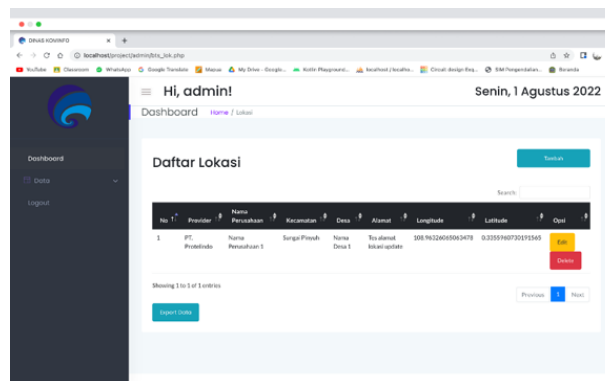 DINAS KOMINFO
localhost/project/admin/bts_lok.php
YouTube Classroom WhatsApp Google Translate Mapua My Drive - Google... Kotlin Playground... localhost / localho... Circuit design Beq... SIM Pengendalian... Beranda
Hi, admin! Senin, 1 Agustus 2022
Dashboard Home / Lokasi
Dashboard
Data
Logout
Daftar Lokasi Tambah
Search:
No Provider Nama Perusahaan Kecamatan Desa Alamat Longitude Latitude Opsi
1 PT. Protelindo Nama Perusahaan 1 Sungai Pinyuh Nama Desa 1 Tes alamat lokasi update 108.96326065063478 0.3355960730191565 Edit
Delete
Showing 1 to 1 of 1 entries
Previous 1 Next
Export Data